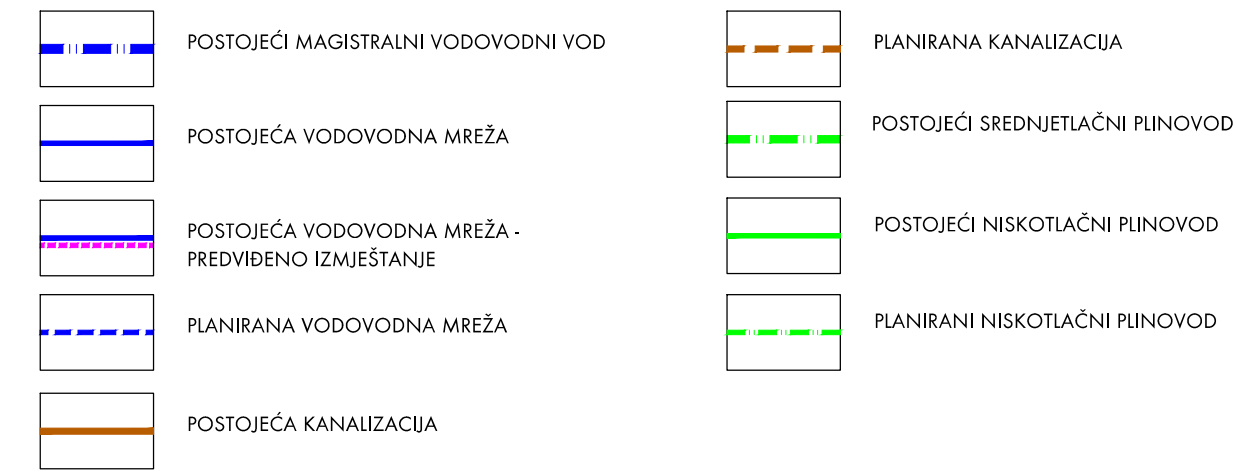 POSTOJEĆI MAGISTRALNI VODOVODNI VOD
POSTOJEĆA VODOVODNA MREŽA
POSTOJEĆA VODOVODNA MREŽA -
PREDVIĐENO IZMJEŠTANJE
PLANIRANA VODOVODNA MREŽA
POSTOJEĆA KANALIZACIJA
PLANIRANA KANALIZACIJA
POSTOJEĆI SREDNJETLAČNI PLINOVOD
POSTOJEĆI NISKOTLAČNI PLINOVOD
PLANIRANI NISKOTLAČNI PLINOVOD